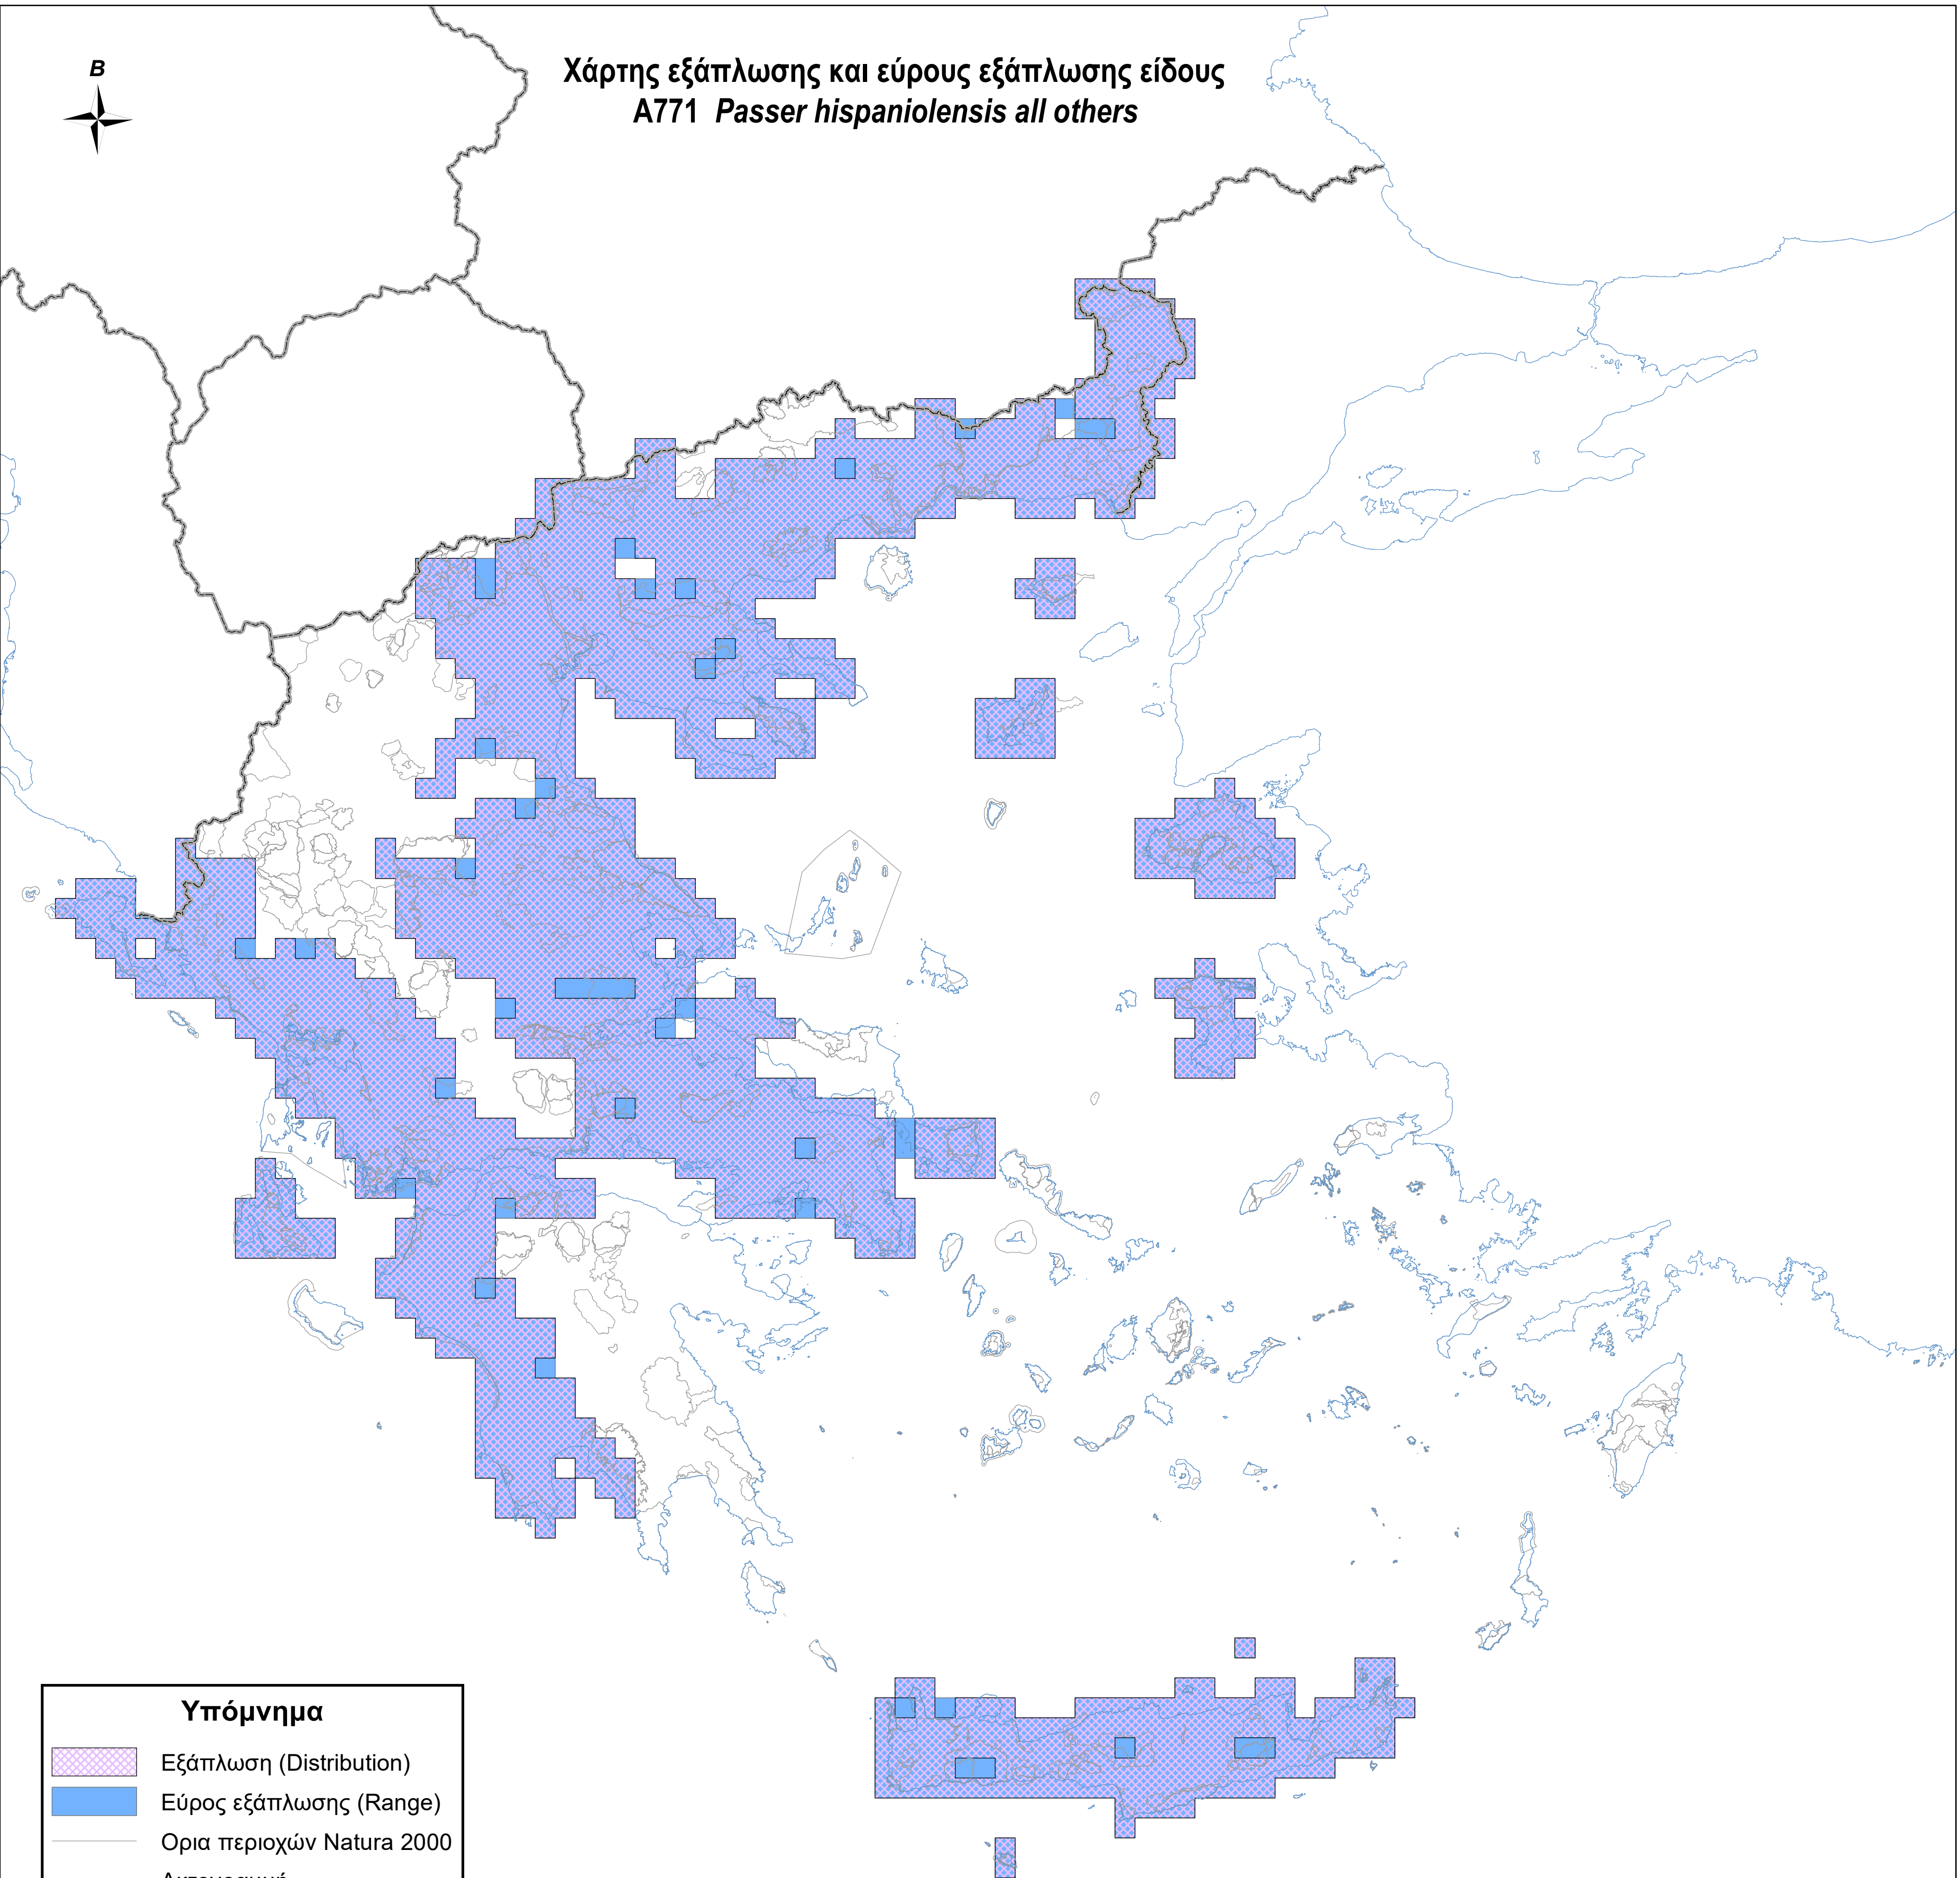 B
Χάρτης εξάπλωσης και εύρους εξάπλωσης είδους
A771 Passer hispaniolensis all others
Υπόμνημα
Εξάπλωση (Distribution)
Εύρος εξάπλωσης (Range)
Ορια περιοχών Natura 2000